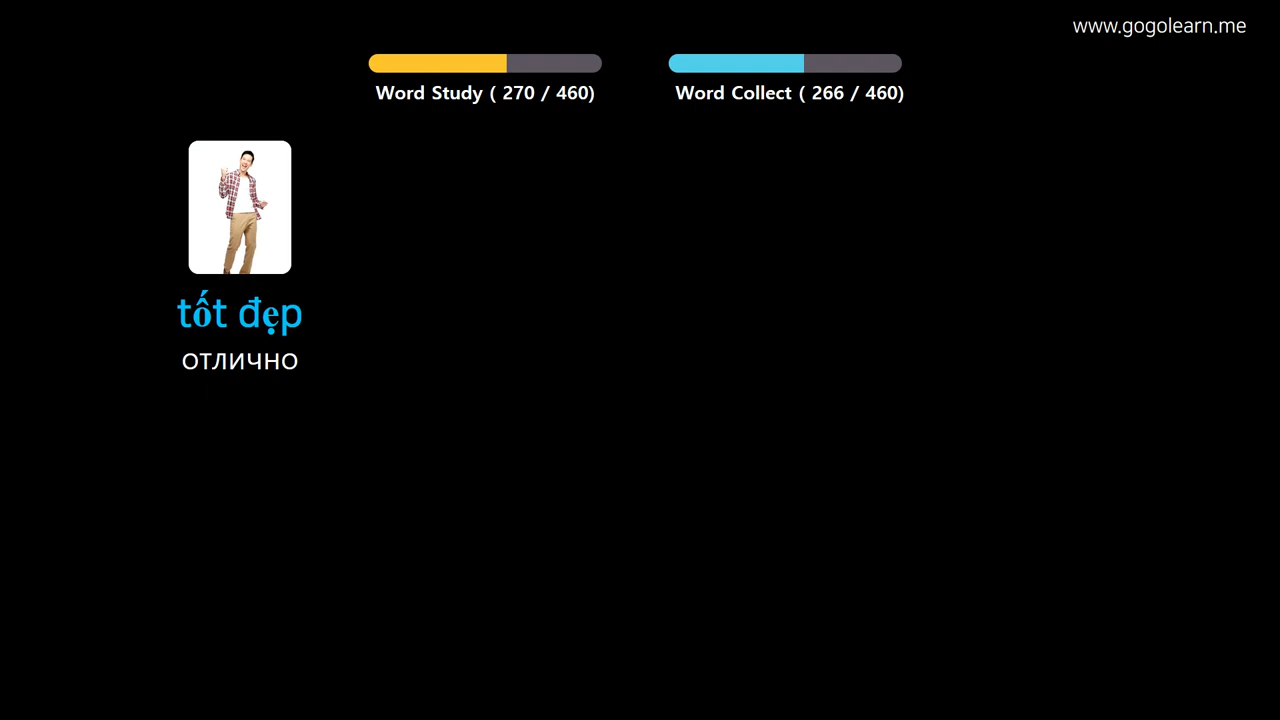 www.gogolearn.me
Word Study ( 270 / 460)
Word Collect ( 266 / 460)
tốt đẹp
отлично